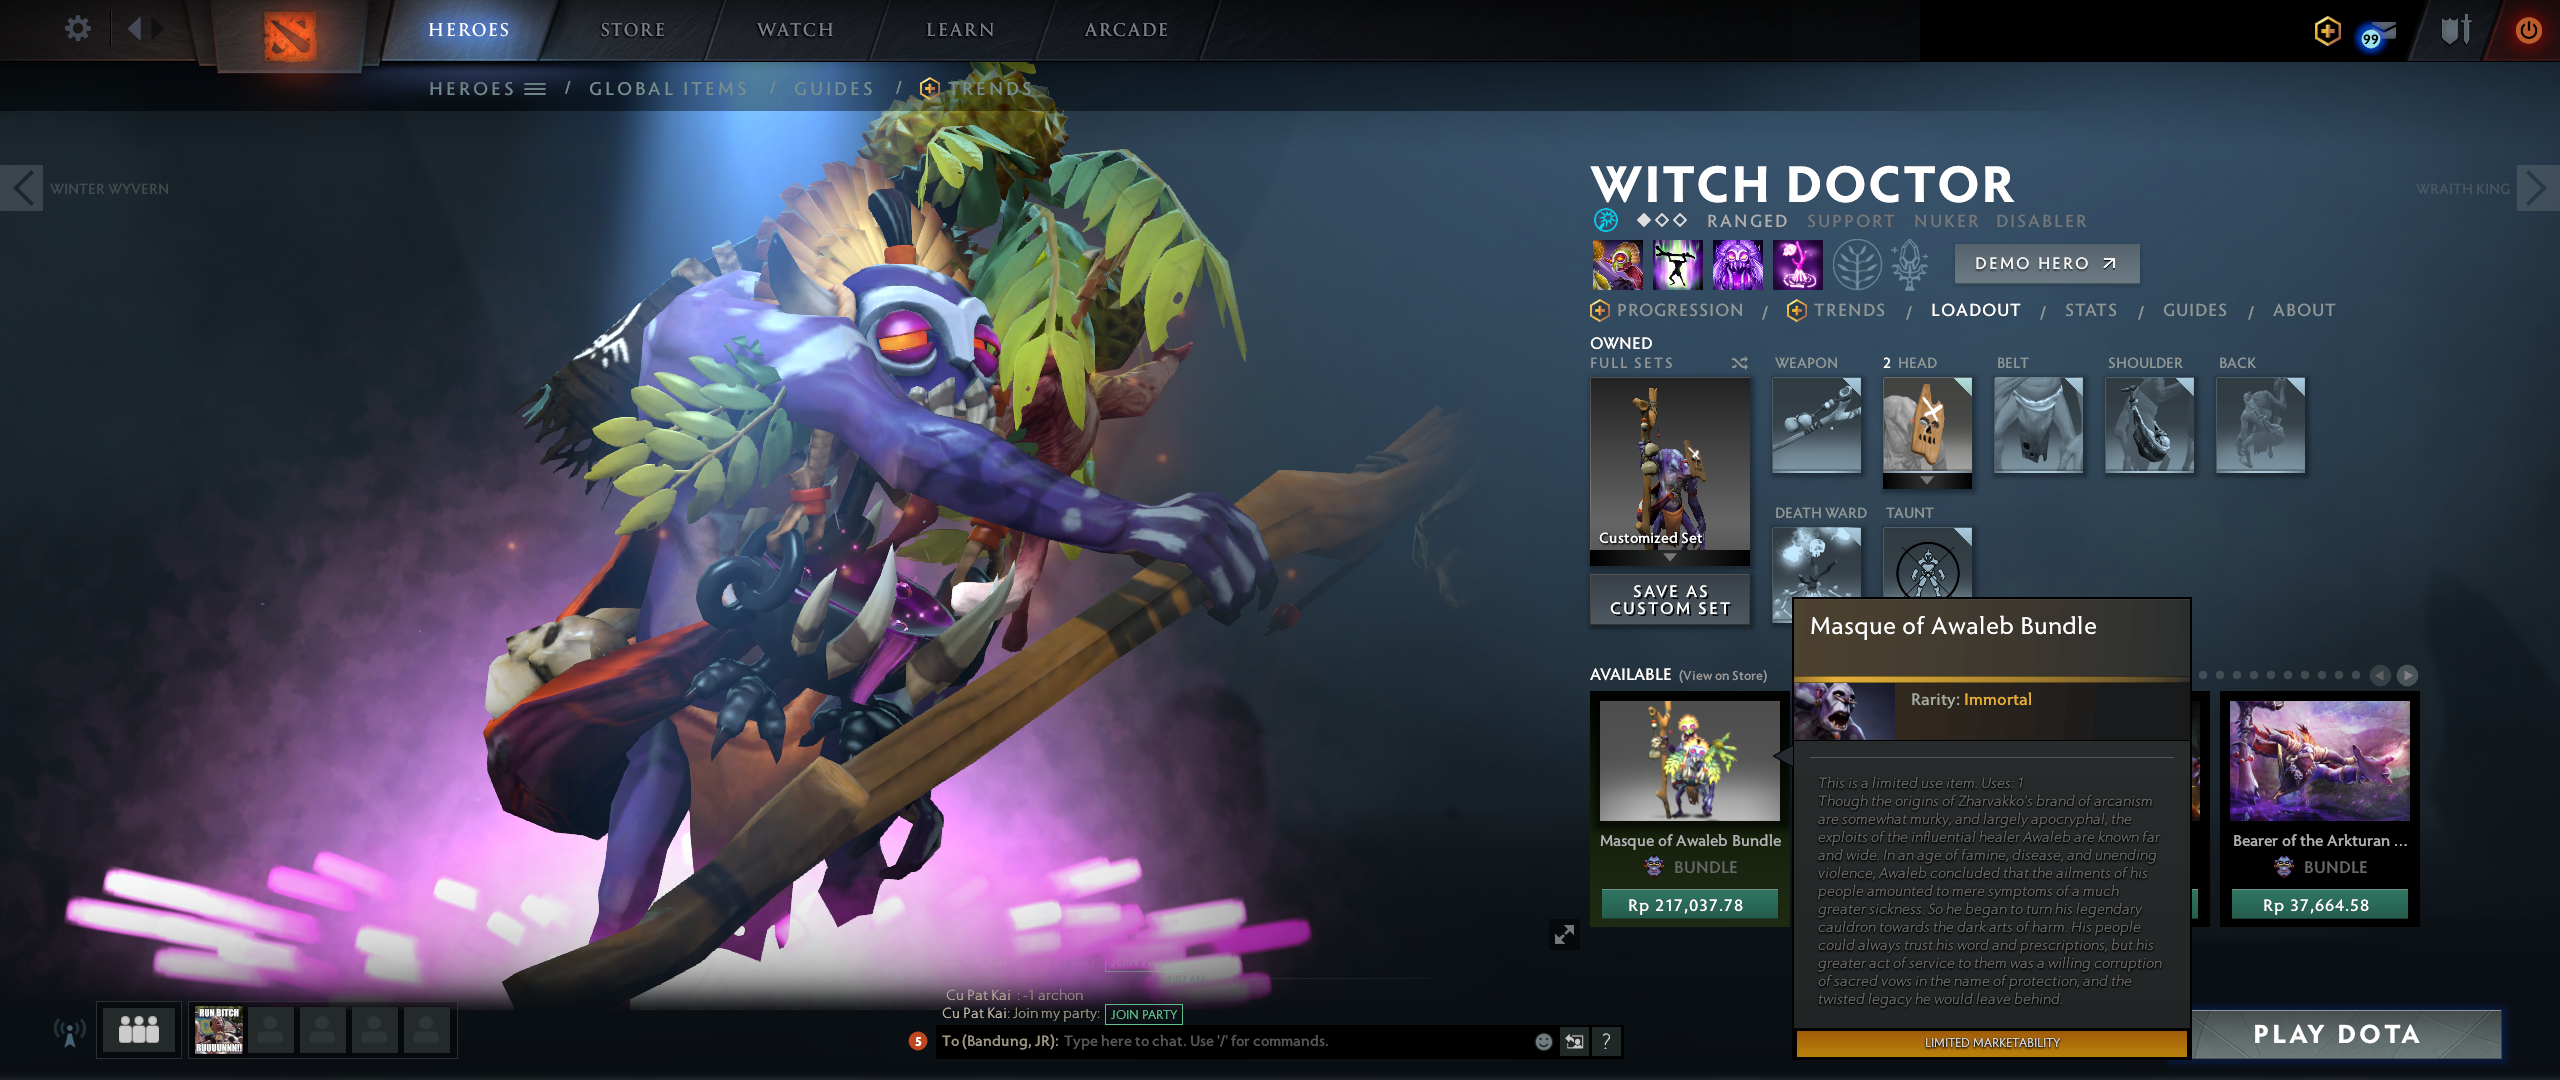 HEROES
STORE
WATCH
LEARN
ARCADE
99
HEROES / GLOBAL ITEMS / GUIDES / TRENDS
WINTER WYVERN
WRAITH KING
WITCH DOCTOR
RANGED SUPPORT NUKER DISABLER
DEMO HERO
PROGRESSION / TRENDS / LOADOUT / STATS / GUIDES / ABOUT
OWNED
FULL SETS
WEAPON
2 HEAD
BELT
SHOULDER
BACK
Customized Set
SAVE AS
CUSTOM SET
DEATH WARD
TAUNT
AVAILABLE (View on Store)
Masque of Awaleb Bundle
BUNDLE
Rp 217,037.78
Masque of Awaleb Bundle
Rarity: Immortal
This is a limited use item. Uses: 1
Though the origins of Zharvakko's brand of arcanism
are somewhat murky, and largely apocryphal, the
exploits of the influential healer Awaleb are known far
and wide. In an age of famine, disease, and unending
violence, Awaleb concluded that the ailments of his
people amounted to mere symptoms of a much
greater sickness. So he began to turn his legendary
cauldron towards the dark arts of harm. His people
could always trust his word and prescriptions, but his
greater act of service to them was a willing corruption
of sacred vows in the name of protection, and the
twisted legacy he would leave behind.
LIMITED MARKETABILITY
Bearer of the Arkturan ...
BUNDLE
Rp 37,664.58
RUN BITCH
RUUUUNNN!!
Cu Pat Kai : -1 archon
Cu Pat Kai: Join my party: JOIN PARTY
5
To (Bandung, JR): Type here to chat. Use '/' for commands.
?
PLAY DOTA